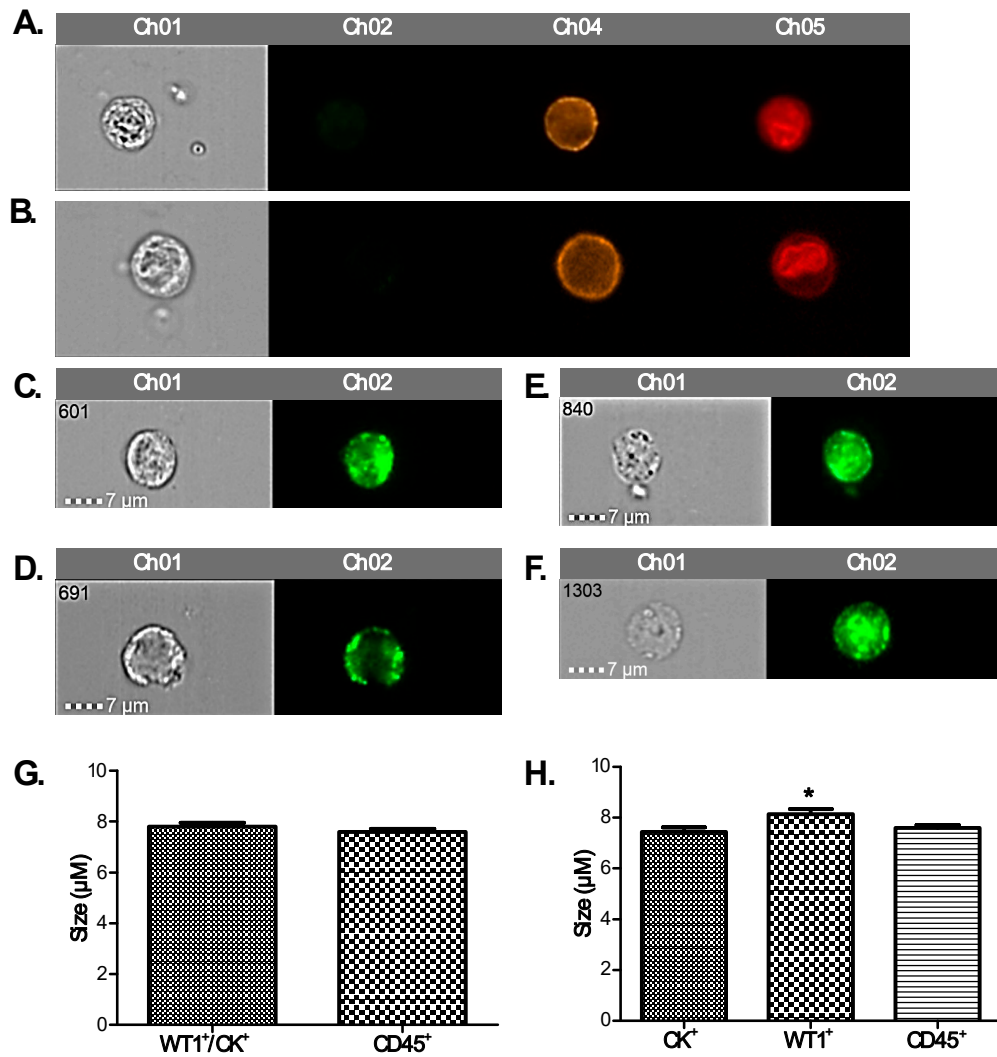 A.
Ch01 Ch02 Ch04 Ch05
B.
C.
Ch01 Ch02
601
7 µm
E.
Ch01 Ch02
840
7 µm
D.
Ch01 Ch02
691
7 µm
F.
Ch01 Ch02
1303
7 µm
G.
Size (µM)
10
8
6
4
2
0
WT1+/CK+ CD45+
H.
Size (µM)
10
8
6
4
2
0
*
CK+ WT1+ CD45+